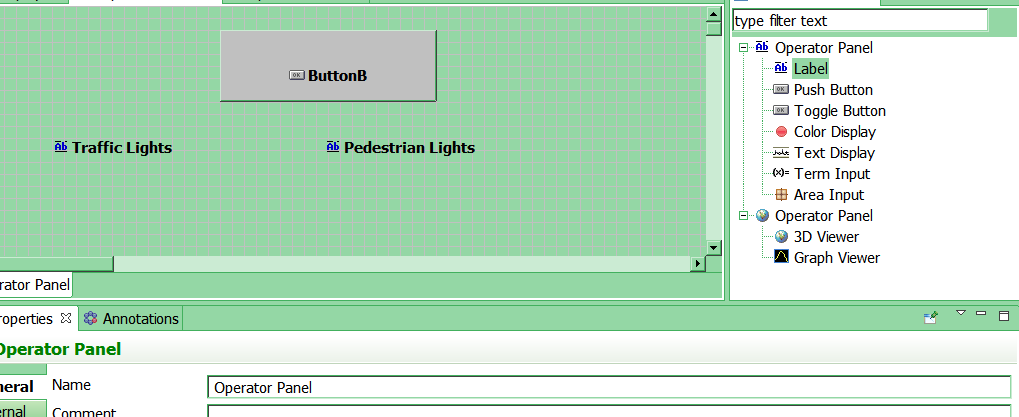 type filter text
Operator Panel
Label
Push Button
Toggle Button
Color Display
Text Display
Term Input
Area Input
Operator Panel
3D Viewer
Graph Viewer
ButtonB
Traffic Lights
Pedestrian Lights
rator Panel
roperties
Annotations
Operator Panel
neral
Name
Operator Panel
ernal
Comment